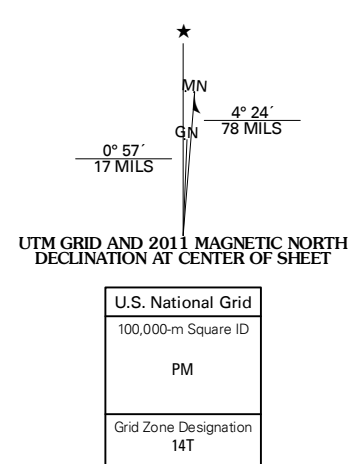 ★
MN
4° 24´
78 MILS
GN
0° 57´
17 MILS
UTM GRID AND 2011 MAGNETIC NORTH
DECLINATION AT CENTER OF SHEET
U.S. National Grid
100,000-m Square ID
PM
Grid Zone Designation
14T